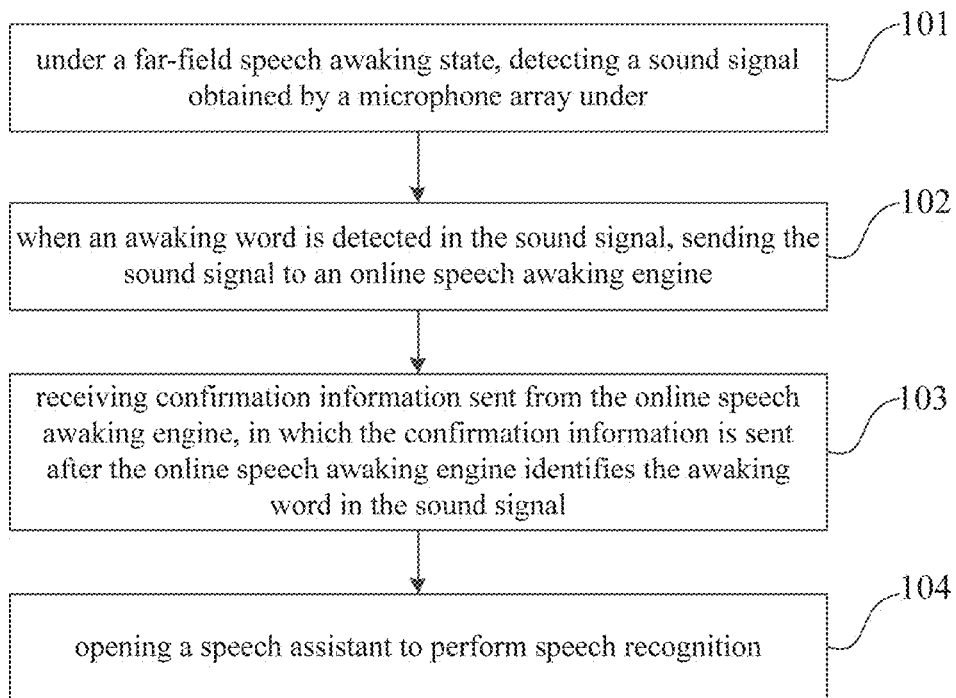 101
under a far-field speech awaking state, detecting a sound signal
obtained by a microphone array under
102
when an awaking word is detected in the sound signal, sending the
sound signal to an online speech awaking engine
103
receiving confirmation information sent from the online speech
awaking engine, in which the confirmation information is sent
after the online speech awaking engine identifies the awaking
word in the sound signal
104
opening a speech assistant to perform speech recognition